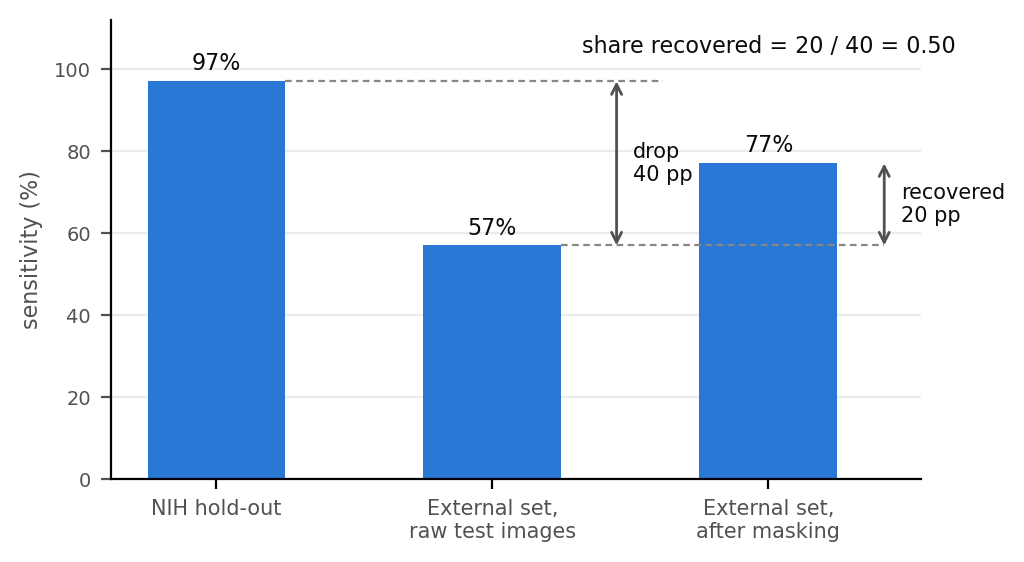 share recovered = 20 / 40 = 0.50
97%
57%
77%
drop
40 pp
recovered
20 pp
sensitivity (%)
100
80
60
40
20
0
NIH hold-out
External set,
raw test images
External set,
after masking